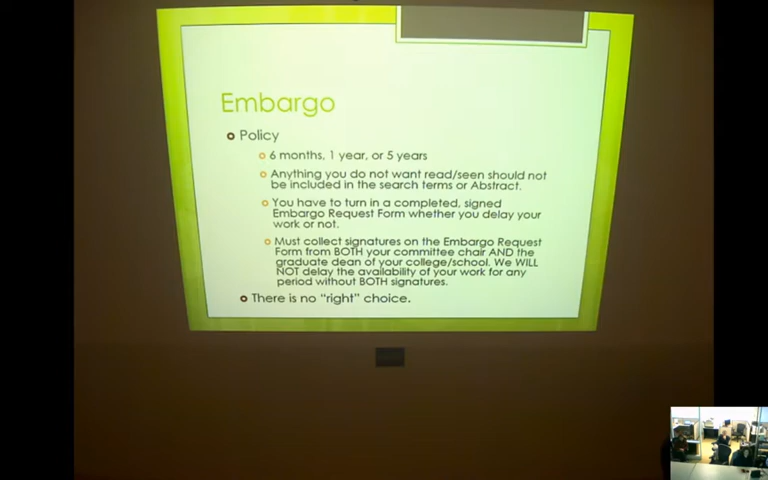 Embargo
Policy
6 months, 1 year, or 5 years
Anything you do not want read/seen should not
be included in the search terms or Abstract.
You have to turn in a completed, signed
Embargo Request Form whether you delay your
work or not.
Must collect signatures on the Embargo Request
Form from BOTH your committee chair AND the
graduate dean of your college/school. We WILL
NOT delay the availability of your work for any
period without BOTH signatures.
There is no "right" choice.